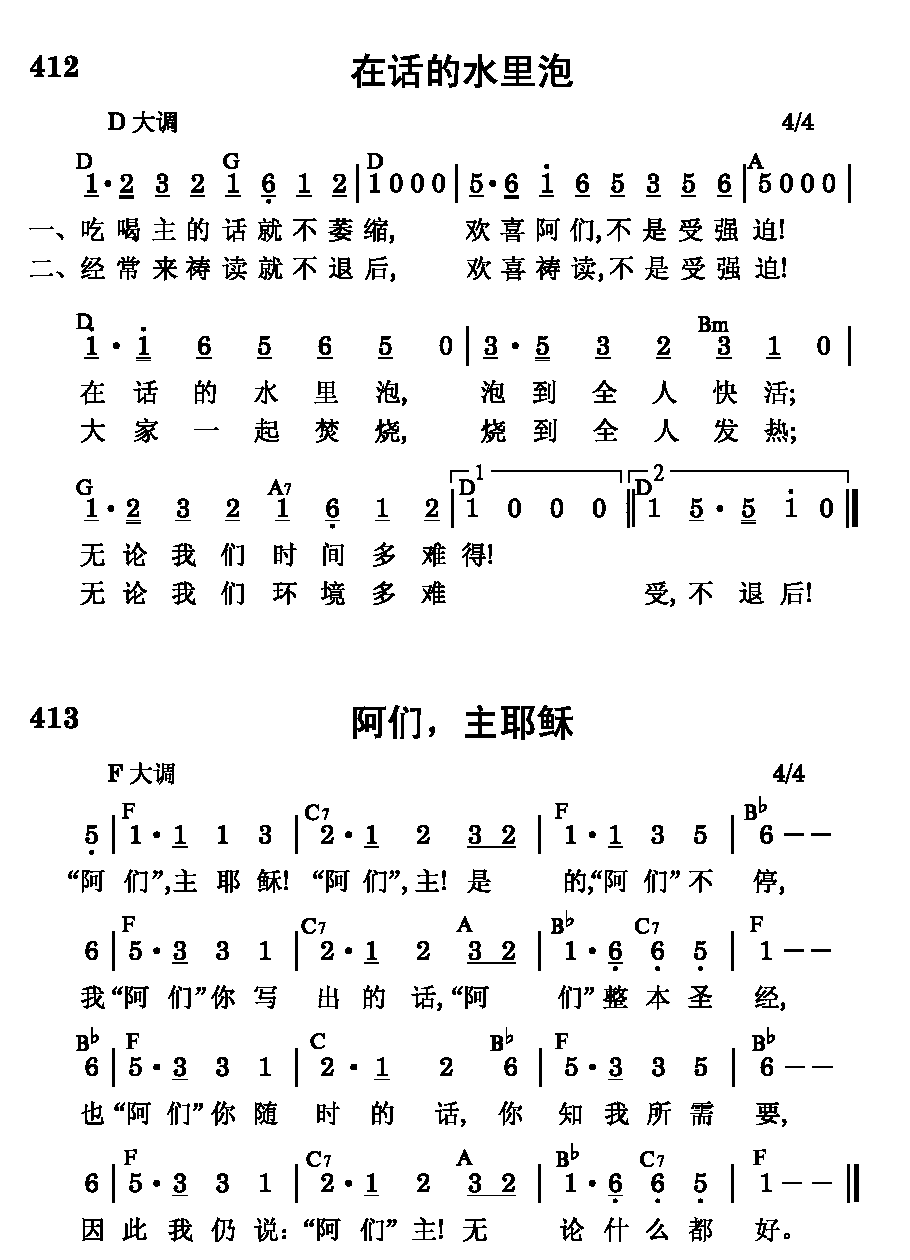 412 在话的水里泡
D 大调 4/4
D G D A
1·2 3 2 1 6 1 2 | 1 0 0 0 | 5·6 1 6 5 3 5 6 | 5 0 0 0 |
一、吃喝主的话就不萎缩, 欢喜阿们,不是受强迫!
二、经常来祷读就不退后, 欢喜祷读,不是受强迫!
D Bm
1·1 6 5 6 5 0 | 3·5 3 2 3 1 0 |
在话的水里泡, 泡到全人快活;
大家一起焚烧, 烧到全人发热;
G A7 D 1 D 2
1·2 3 2 1 6 1 2 | 1 0 0 0 || 1 5·5 1 0 ||
无论我们时间多难得!
无论我们环境多难 受,不退后!
413 阿们，主耶稣
F 大调 4/4
F C7 F B♭
5 | 1·1 1 3 | 2·1 2 3 2 | 1·1 3 5 | 6 — —
“阿们”,主耶稣! “阿们”,主!是 的,“阿们”不停,
F C7 A B♭ C7 F
6 | 5·3 3 1 | 2·1 2 3 2 | 1·6 6 5 | 1 — —
我“阿们”你写出的话,“阿 们”整本圣经,
B♭ F C B♭ F B♭
6 | 5·3 3 1 | 2·1 2 6 | 5·3 3 5 | 6 — —
也“阿们”你随时的话, 你知我所需要,
F C7 A B♭ C7 F
6 | 5·3 3 1 | 2·1 2 3 2 | 1·6 6 5 | 1 — — ||
因此我仍说:“阿们”主!无 论什么都好。